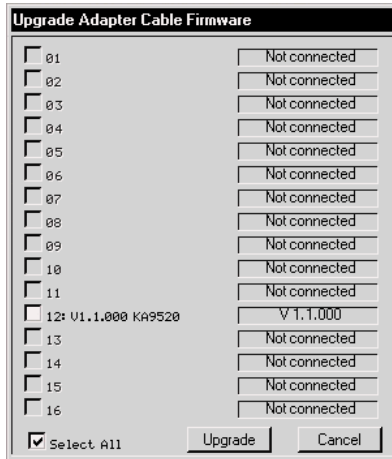 Upgrade Adapter Cable Firmware
01 Not connected
02 Not connected
03 Not connected
04 Not connected
05 Not connected
06 Not connected
07 Not connected
08 Not connected
09 Not connected
10 Not connected
11 Not connected
12: V1.1.000 KA9520 V 1.1.000
13 Not connected
14 Not connected
15 Not connected
16 Not connected
Select All Upgrade Cancel